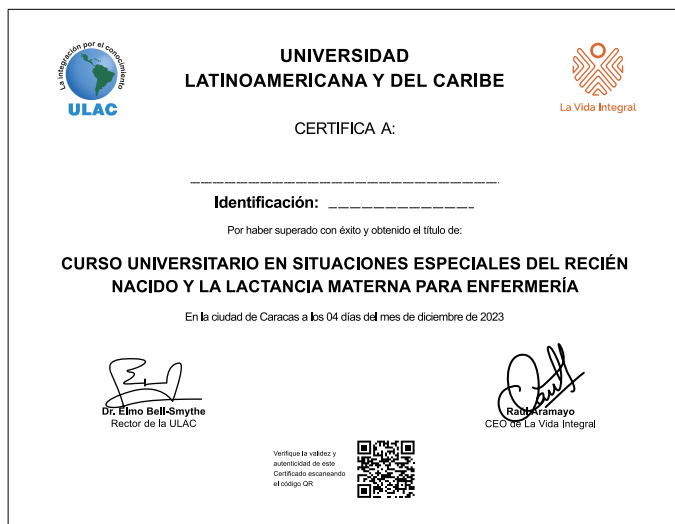 La integración por el conocimiento
ULAC
UNIVERSIDAD
LATINOAMERICANA Y DEL CARIBE
La Vida Integral
CERTIFICA A:
Identificación:
Por haber superado con éxito y obtenido el título de:
CURSO UNIVERSITARIO EN SITUACIONES ESPECIALES DEL RECIÉN
NACIDO Y LA LACTANCIA MATERNA PARA ENFERMERÍA
En la ciudad de Caracas a los 04 días del mes de diciembre de 2023
Dr. Elmo Bell-Smythe
Rector de la ULAC
Raúl Aramayo
CEO de La Vida Integral
Verifique la validez y
autenticidad de este
Certificado escaneando
el código QR